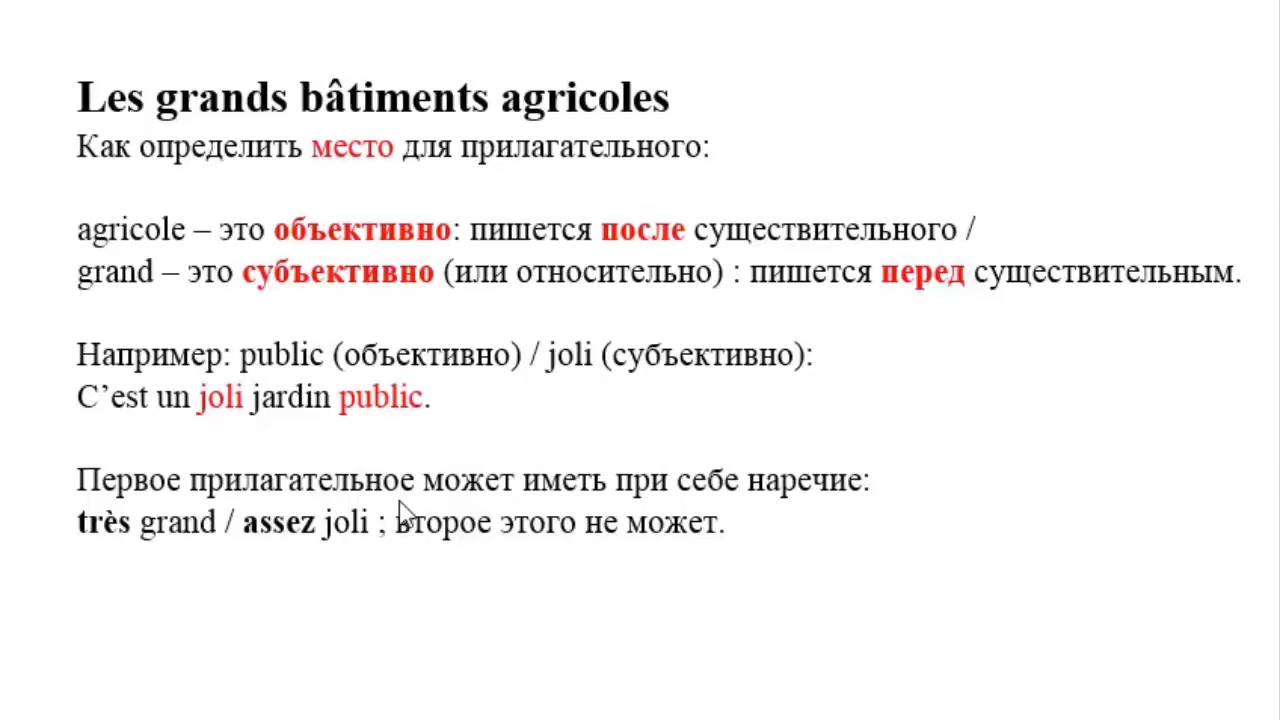 Les grands bâtiments agricoles
Как определить место для прилагательного:
agricole – это объективно: пишется после существительного /
grand – это субъективно (или относительно) : пишется перед существительным.
Например: public (объективно) / joli (субъективно):
C’est un joli jardin public.
Первое прилагательное может иметь при себе наречие:
très grand / assez joli ; второе этого не может.